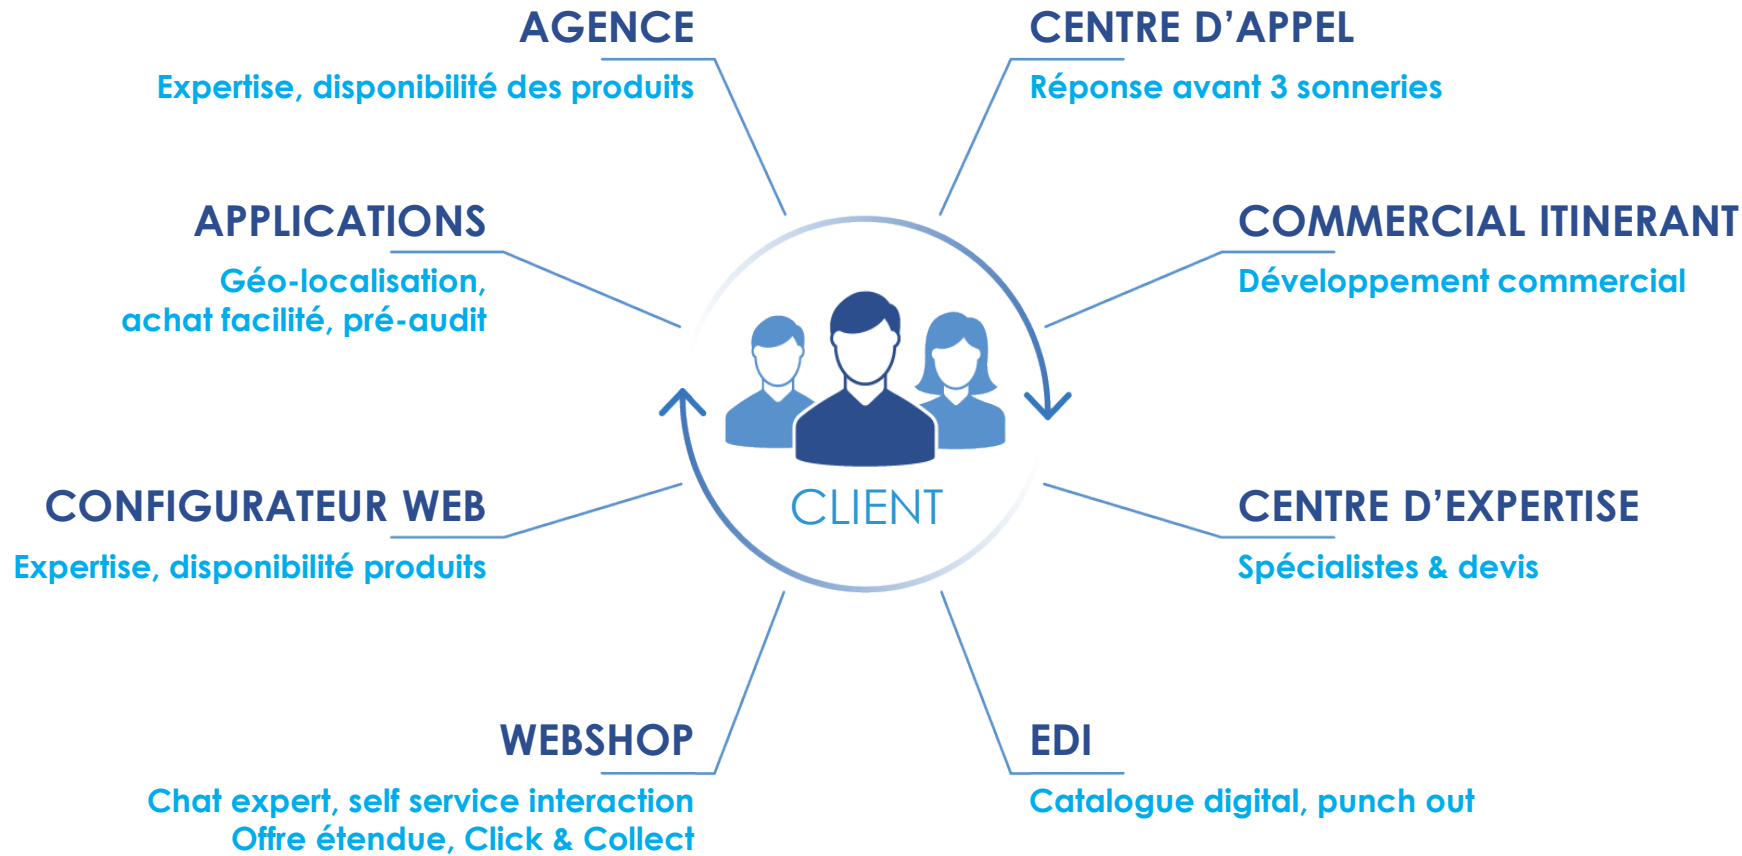 AGENCE
Expertise, disponibilité des produits
CENTRE D’APPEL
Réponse avant 3 sonneries
APPLICATIONS
Géo-localisation,
achat facilité, pré-audit
COMMERCIAL ITINERANT
Développement commercial
CLIENT
CONFIGURATEUR WEB
Expertise, disponibilité produits
CENTRE D’EXPERTISE
Spécialistes & devis
WEBSHOP
Chat expert, self service interaction
Offre étendue, Click & Collect
EDI
Catalogue digital, punch out